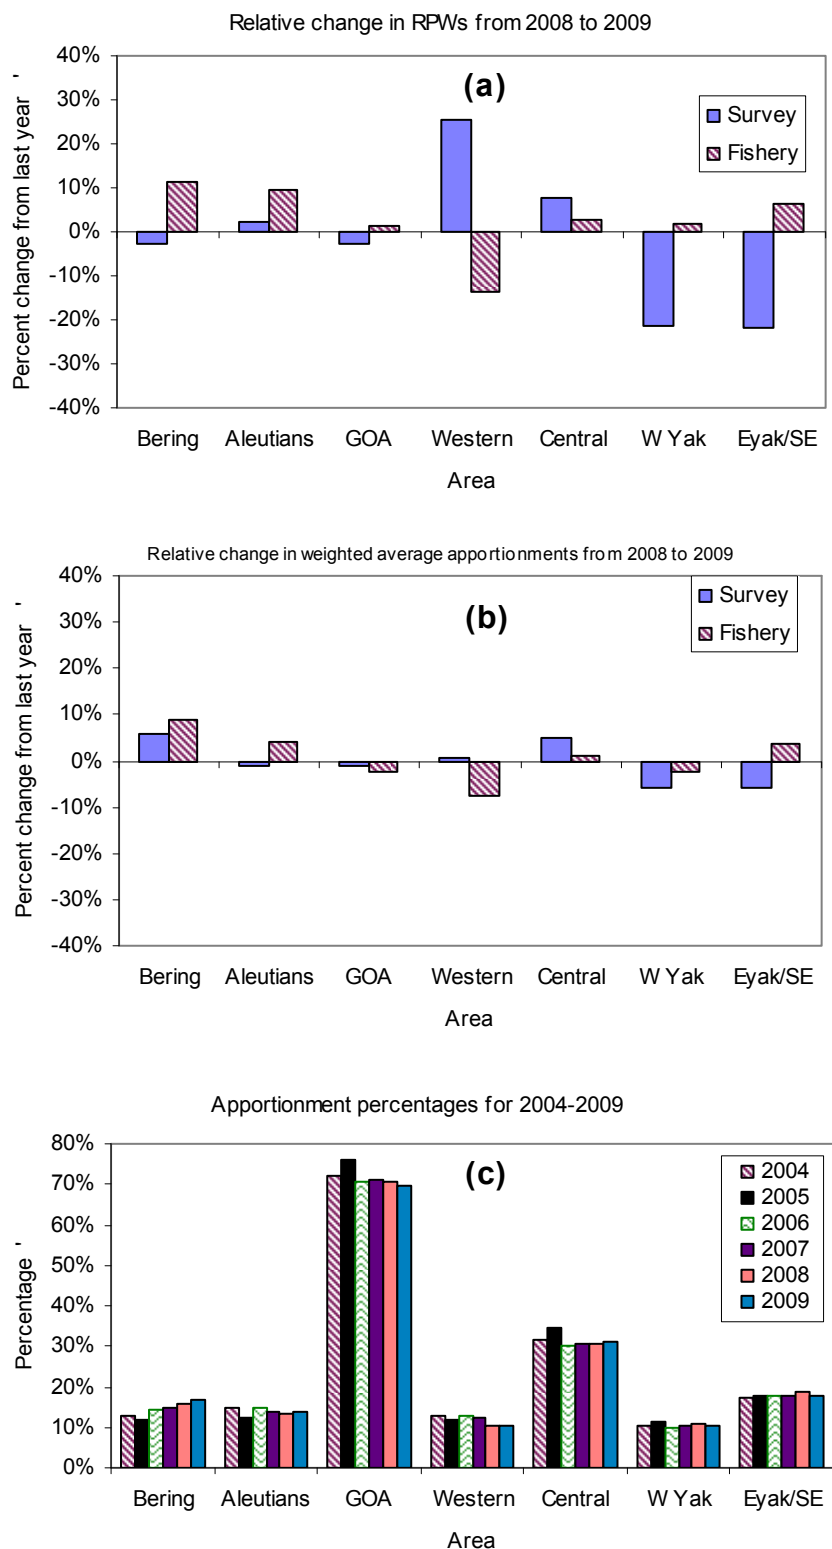 Relative change in RPWs from 2008 to 2009
(a)
Survey
Fishery
Percent change from last year '
40%
30%
20%
10%
0%
-10%
-20%
-30%
-40%
Bering Aleutians GOA Western Central W Yak Eyak/SE
Area
Relative change in weighted average apportionments from 2008 to 2009
(b)
Survey
Fishery
Percent change from last year '
40%
30%
20%
10%
0%
-10%
-20%
-30%
-40%
Bering Aleutians GOA Western Central W Yak Eyak/SE
Area
Apportionment percentages for 2004-2009
(c)
2004
2005
2006
2007
2008
2009
Percentage '
80%
70%
60%
50%
40%
30%
20%
10%
0%
Bering Aleutians GOA Western Central W Yak Eyak/SE
Area